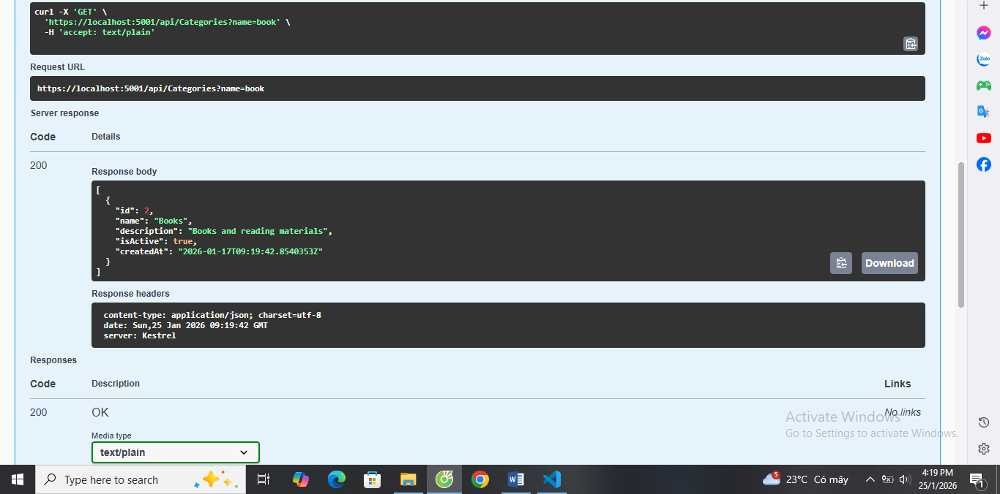 curl -X 'GET' \
'https://localhost:5001/api/Categories?name=book' \
-H 'accept: text/plain'
Request URL
https://localhost:5001/api/Categories?name=book
Server response
Code Details
200
Response body
[
{
"id": 2,
"name": "Books",
"description": "Books and reading materials",
"isActive": true,
"createdAt": "2026-01-17T09:19:42.8540353Z"
}
]
Download
Response headers
content-type: application/json; charset=utf-8
date: Sun,25 Jan 2026 09:19:42 GMT
server: Kestrel
Responses
Code Description Links
200 OK No links
Media type
text/plain
Activate Windows
Go to Settings to activate Windows.
Zalo
Type here to search
5
23°C Có mây
4:19 PM
25/1/2026
1